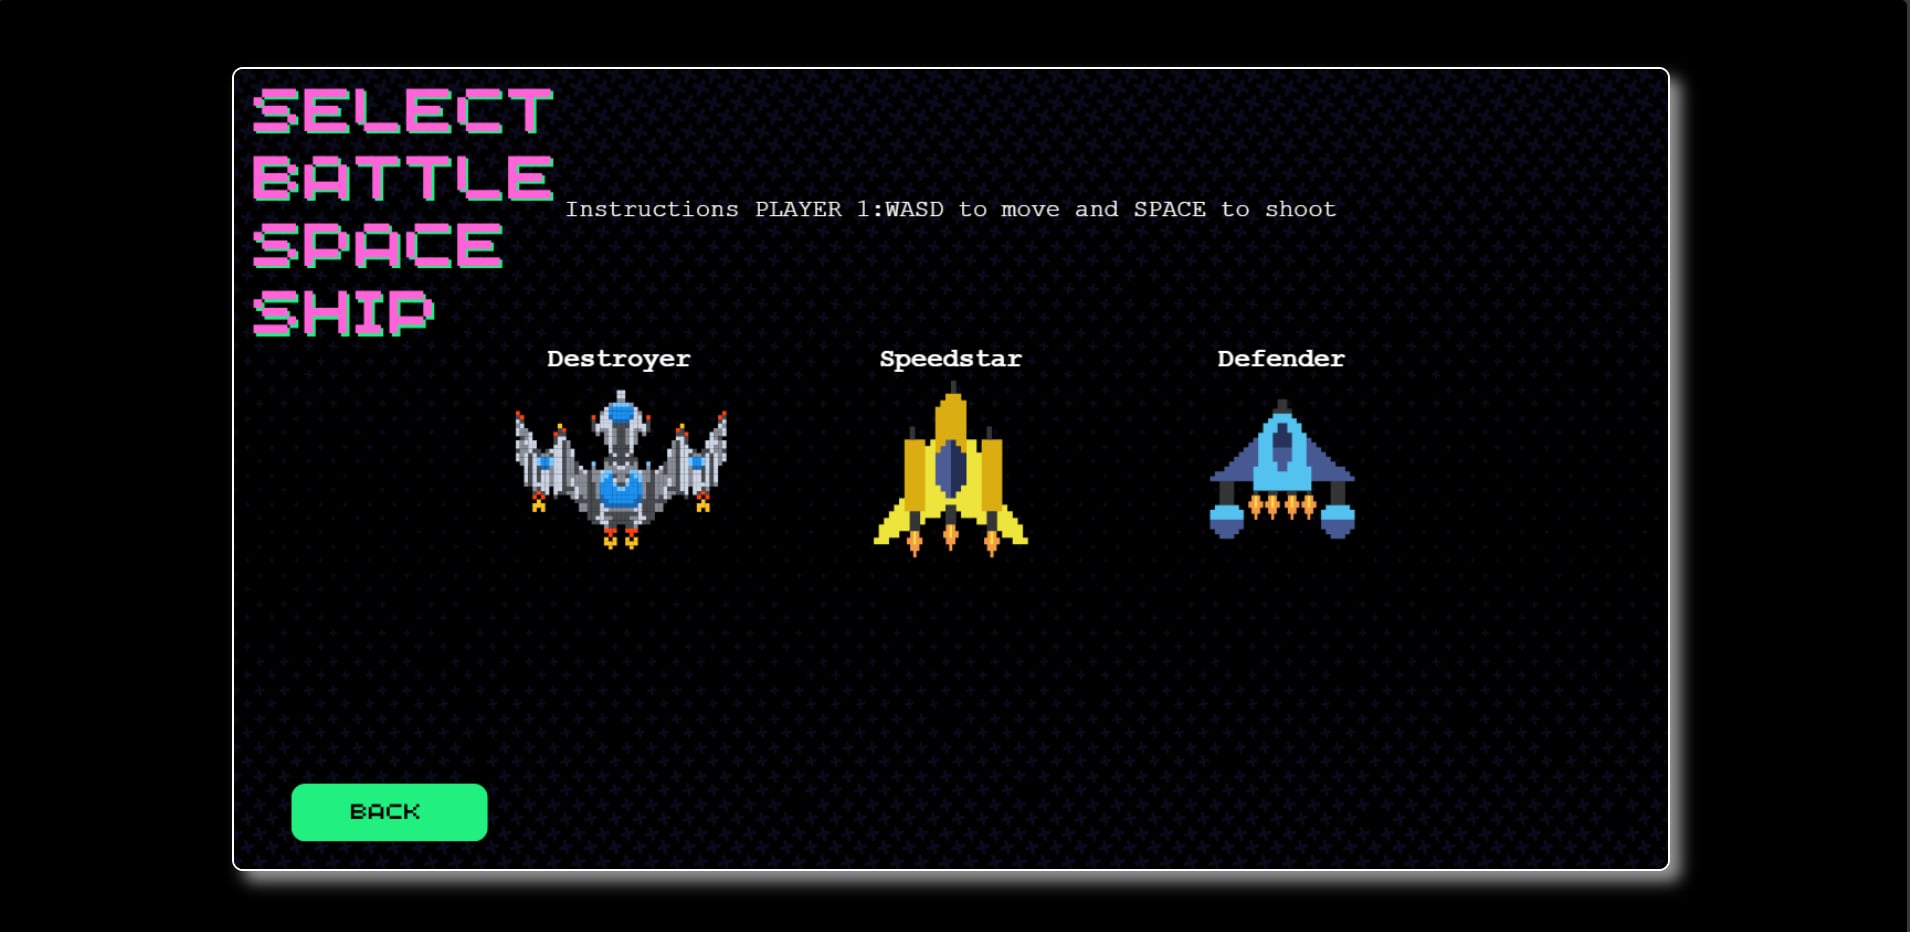 SELECT
BATTLE
SPACE
SHIP
Instructions PLAYER 1:WASD to move and SPACE to shoot
Destroyer
Speedstar
Defender
BACK